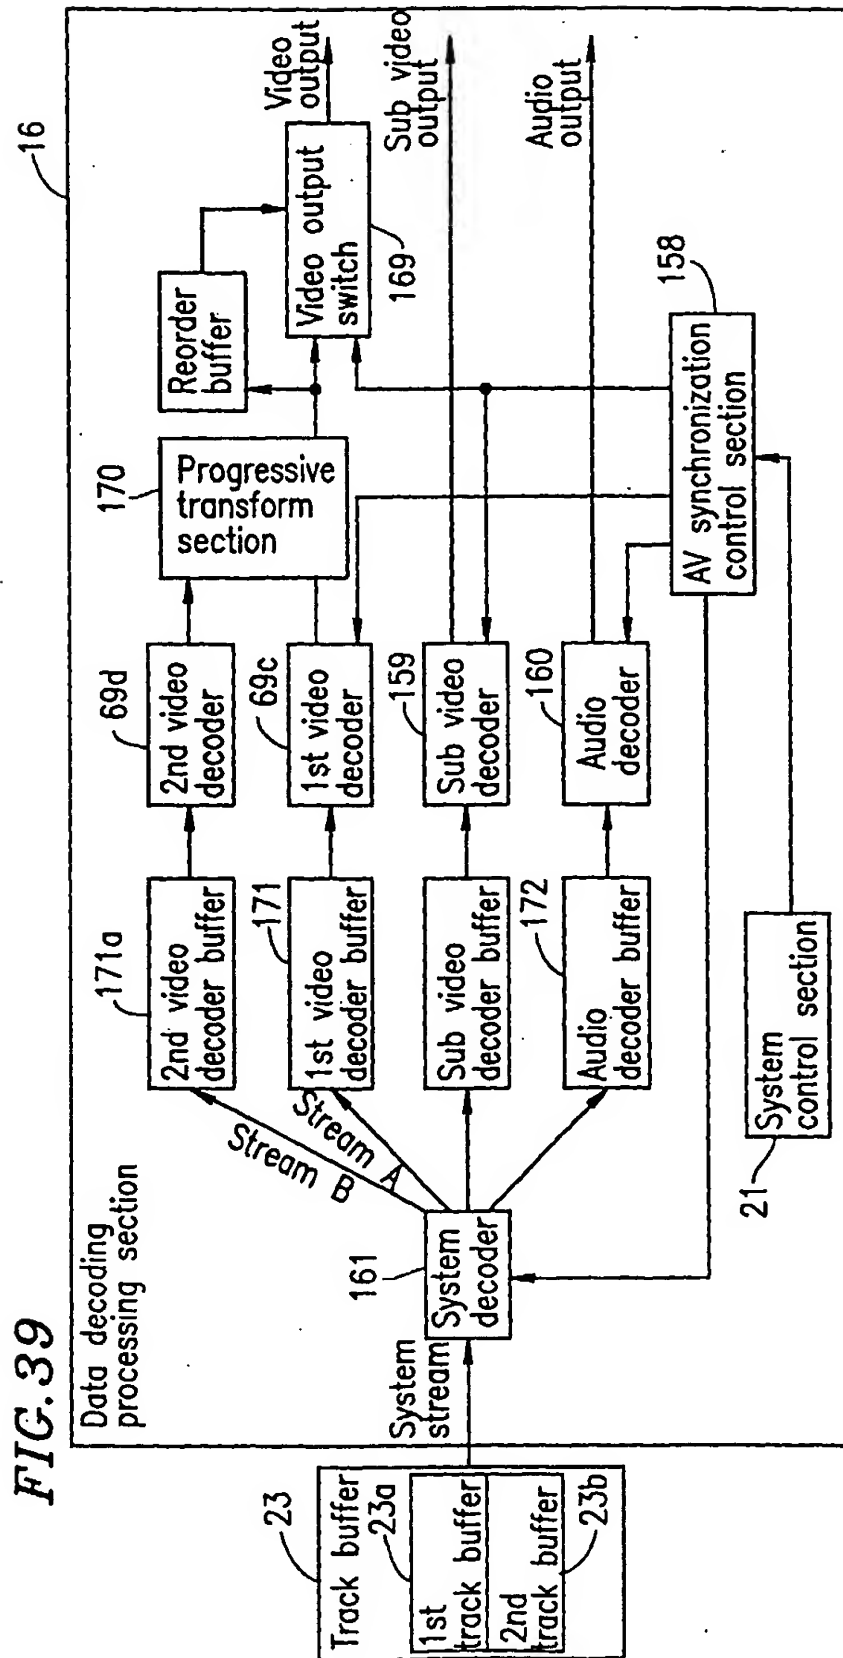 FIG.39
16
Data decoding
processing section
23
Track buffer
23a
1st
track buffer
2nd
track buffer
23b
System
stream
161
System
decoder
Stream B
Stream A
171a
2nd video
decoder buffer
171
1st video
decoder buffer
Sub video
decoder buffer
172
Audio
decoder buffer
69d
2nd video
decoder
69c
1st video
decoder
159
Sub video
decoder
160
Audio
decoder
170
Progressive
transform
section
Reorder
buffer
Video output
switch
169
Video
output
Sub video
output
Audio
output
158
AV synchronization
control section
21
System
control section